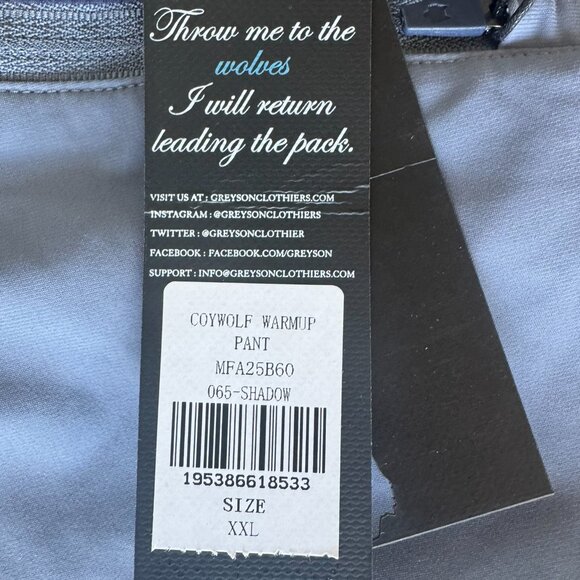 Throw me to the
wolves
I will return
leading the pack.
VISIT US AT : GREYSONCLOTHIERS.COM
INSTAGRAM : @GREYSONCLOTHIERS
TWITTER : @GREYSONCLOTHIER
FACEBOOK : FACEBOOK.COM/GREYSON
SUPPORT : INFO@GREYSONCLOTHIERS.COM
COYWOLF WARMUP
PANT
MFA25B60
065-SHADOW
195386618533
SIZE
XXL